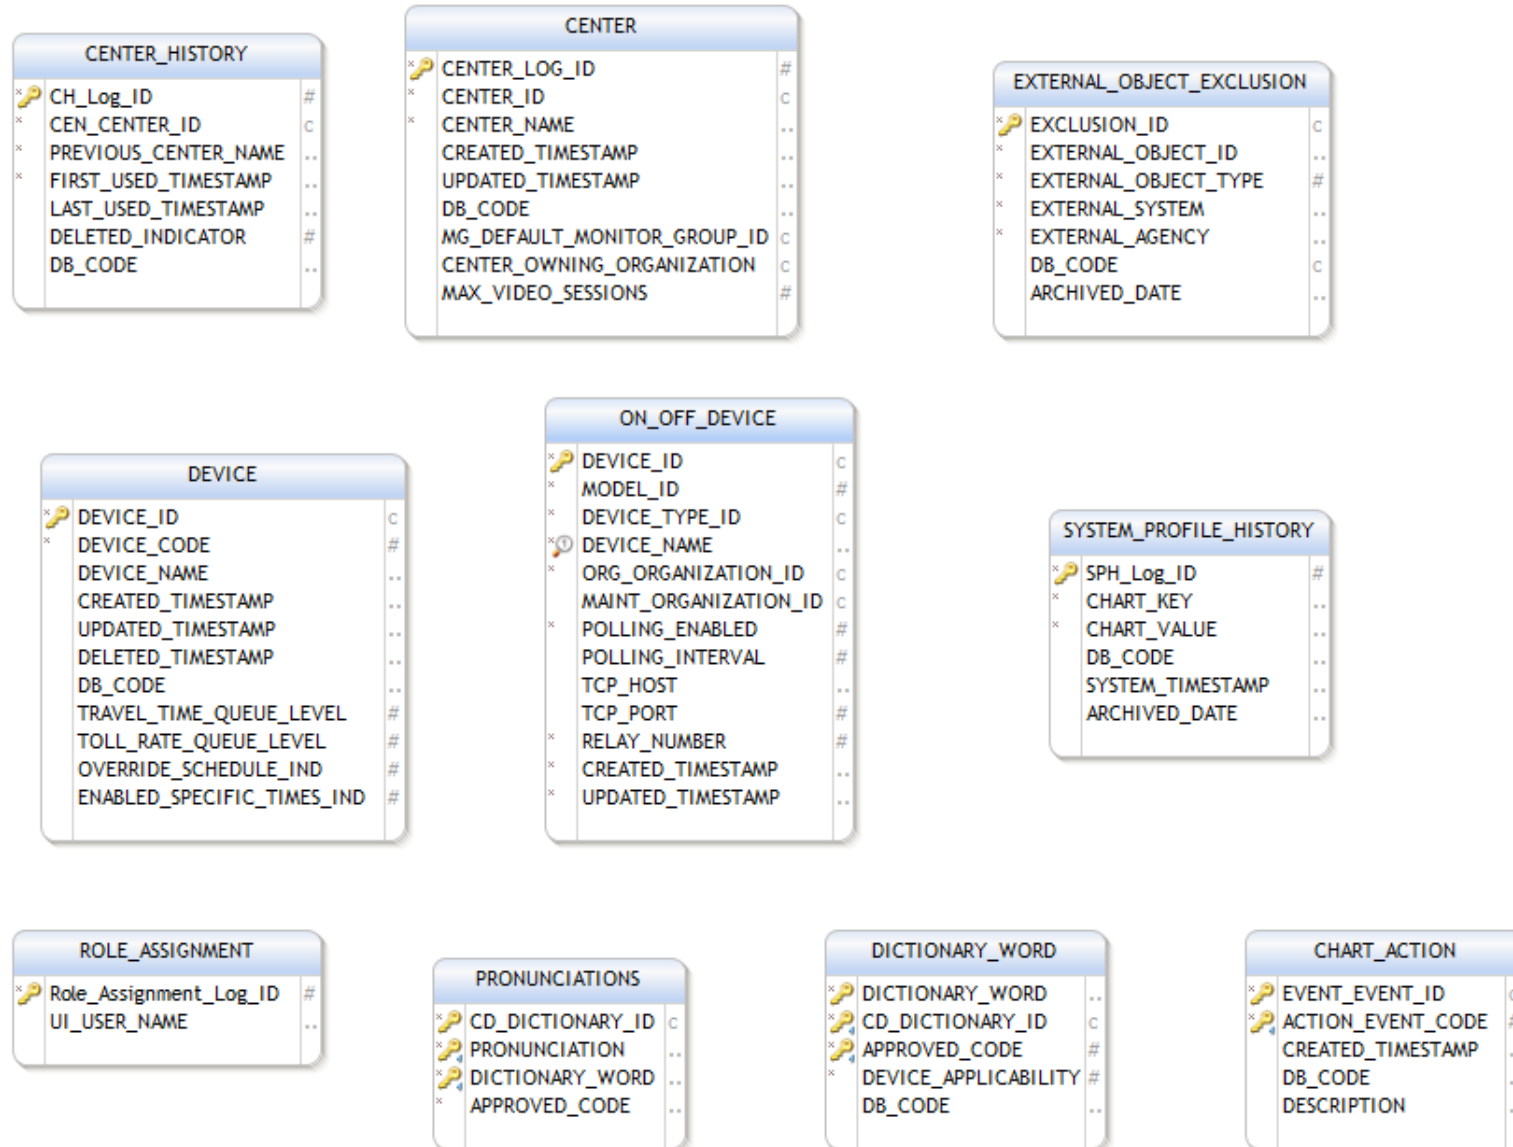 CENTER_HISTORY
CH_Log_ID #
CEN_CENTER_ID c
PREVIOUS_CENTER_NAME ..
FIRST_USED_TIMESTAMP ..
LAST_USED_TIMESTAMP ..
DELETED_INDICATOR #
DB_CODE ..
CENTER
CENTER_LOG_ID #
CENTER_ID c
CENTER_NAME ..
CREATED_TIMESTAMP ..
UPDATED_TIMESTAMP ..
DB_CODE ..
MG_DEFAULT_MONITOR_GROUP_ID c
CENTER_OWNING_ORGANIZATION c
MAX_VIDEO_SESSIONS #
EXTERNAL_OBJECT_EXCLUSION
EXCLUSION_ID c
EXTERNAL_OBJECT_ID ..
EXTERNAL_OBJECT_TYPE #
EXTERNAL_SYSTEM ..
EXTERNAL_AGENCY ..
DB_CODE c
ARCHIVED_DATE ..
DEVICE
DEVICE_ID c
DEVICE_CODE #
DEVICE_NAME ..
CREATED_TIMESTAMP ..
UPDATED_TIMESTAMP ..
DELETED_TIMESTAMP ..
DB_CODE ..
TRAVEL_TIME_QUEUE_LEVEL #
TOLL_RATE_QUEUE_LEVEL #
OVERRIDE_SCHEDULE_IND #
ENABLED_SPECIFIC_TIMES_IND #
ON_OFF_DEVICE
DEVICE_ID c
MODEL_ID #
DEVICE_TYPE_ID c
DEVICE_NAME ..
ORG_ORGANIZATION_ID c
MAINT_ORGANIZATION_ID c
POLLING_ENABLED #
POLLING_INTERVAL #
TCP_HOST ..
TCP_PORT #
RELAY_NUMBER #
CREATED_TIMESTAMP ..
UPDATED_TIMESTAMP ..
SYSTEM_PROFILE_HISTORY
SPH_Log_ID #
CHART_KEY ..
CHART_VALUE ..
DB_CODE ..
SYSTEM_TIMESTAMP ..
ARCHIVED_DATE ..
ROLE_ASSIGNMENT
Role_Assignment_Log_ID #
UI_USER_NAME ..
PRONUNCIATIONS
CD_DICTIONARY_ID c
PRONUNCIATION ..
DICTIONARY_WORD ..
APPROVED_CODE ..
DICTIONARY_WORD
DICTIONARY_WORD ..
CD_DICTIONARY_ID c
APPROVED_CODE #
DEVICE_APPLICABILITY #
DB_CODE ..
CHART_ACTION
EVENT_EVENT_ID
ACTION_EVENT_CODE
CREATED_TIMESTAMP
DB_CODE
DESCRIPTION